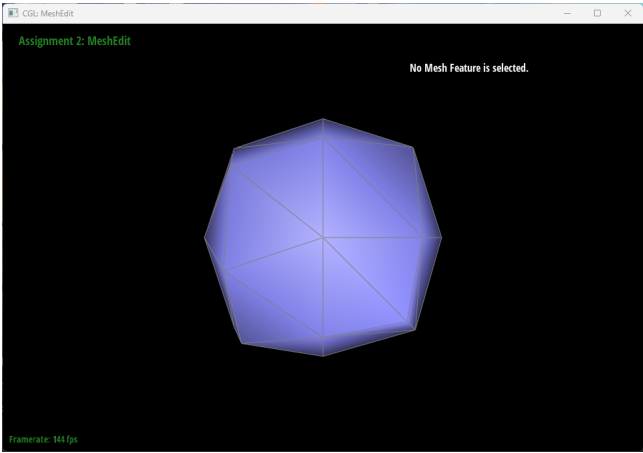 CGL: MeshEdit
Assignment 2: MeshEdit
No Mesh Feature is selected.
Framerate: 144 fps